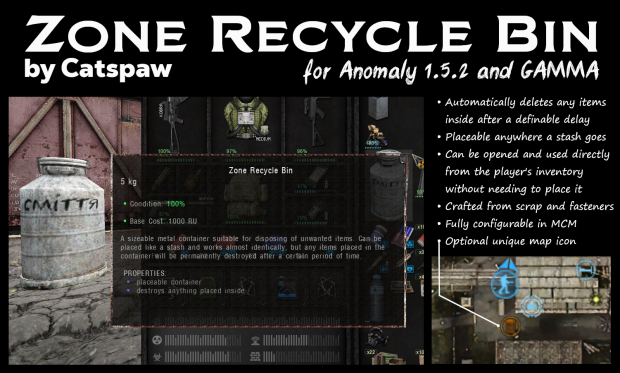 ZONE RECYCLE BIN
by Catspaw
for Anomaly 1.5.2 and GAMMA
СМІТТЯ
MEDIUM
100%
97%
96%
Zone Recycle Bin
5 kg
• Condition: 100%
• Base Cost: 1000 RU
A sizeable metal container suitable for disposing of unwanted items. Can be
placed like a stash and works almost identically, but any items placed in the
container will be permanently destroyed after a certain period of time.
PROPERTIES:
• placeable container
• destroys anything placed inside
x22
• Automatically deletes any items
inside after a definable delay
• Placeable anywhere a stash goes
• Can be opened and used directly
from the player's inventory
without needing to place it
• Crafted from scrap and fasteners
• Fully configurable in MCM
• Optional unique map icon